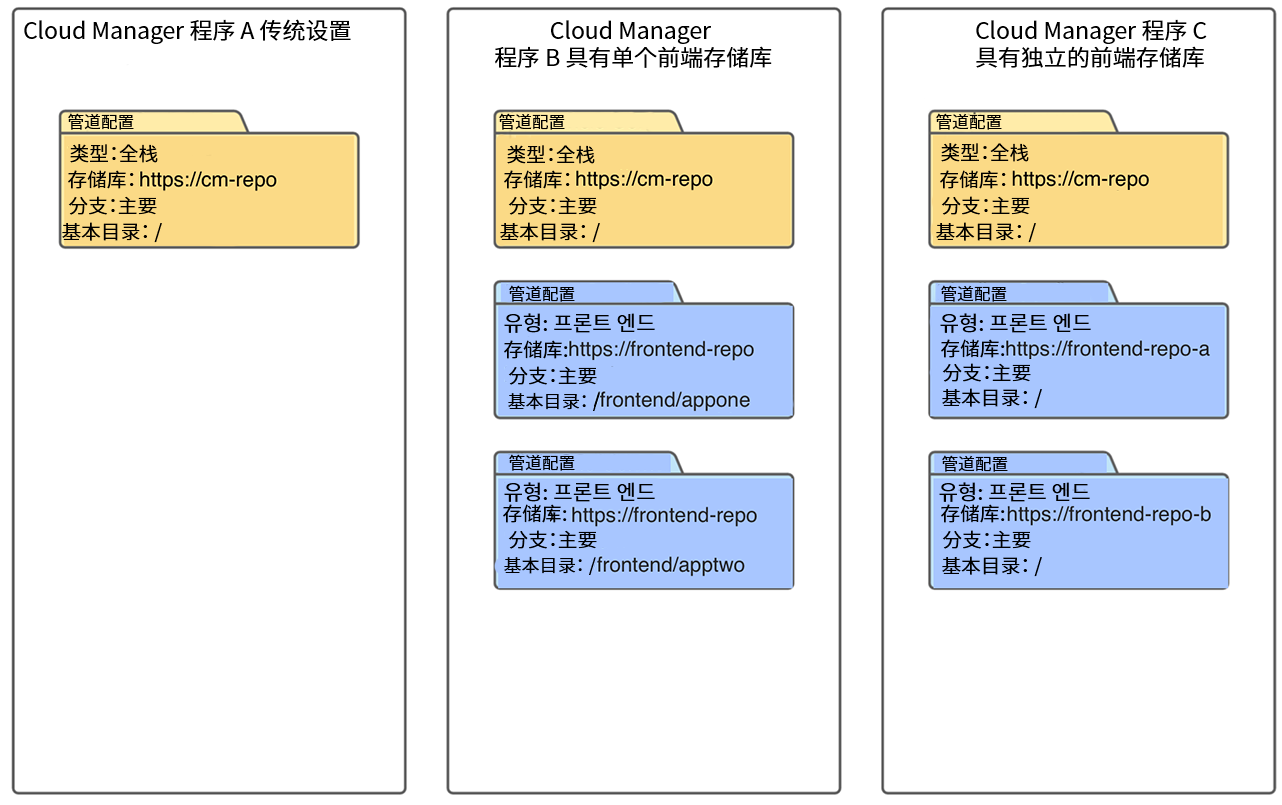 Cloud Manager 程序 A 传统设置
管道配置
类型：全栈
存储库：https://cm-repo
分支：主要
基本目录：/
Cloud Manager
程序 B 具有单个前端存储库
管道配置
类型：全栈
存储库：https://cm-repo
分支：主要
基本目录：/
管道配置
유형: 프론트 엔드
存储库:https://frontend-repo
分支：主要
基本目录：/frontend/appone
管道配置
유형: 프론트 엔드
存储库:https://frontend-repo
分支：主要
基本目录：/frontend/apptwo
Cloud Manager 程序 C
具有独立的前端存储库
管道配置
类型：全栈
存储库：https://cm-repo
分支：主要
基本目录：/
管道配置
유형: 프론트 엔드
存储库:https://frontend-repo-a
分支：主要
基本目录：/
管道配置
유형: 프론트 엔드
存储库:https://frontend-repo-b
分支：主要
基本目录：/